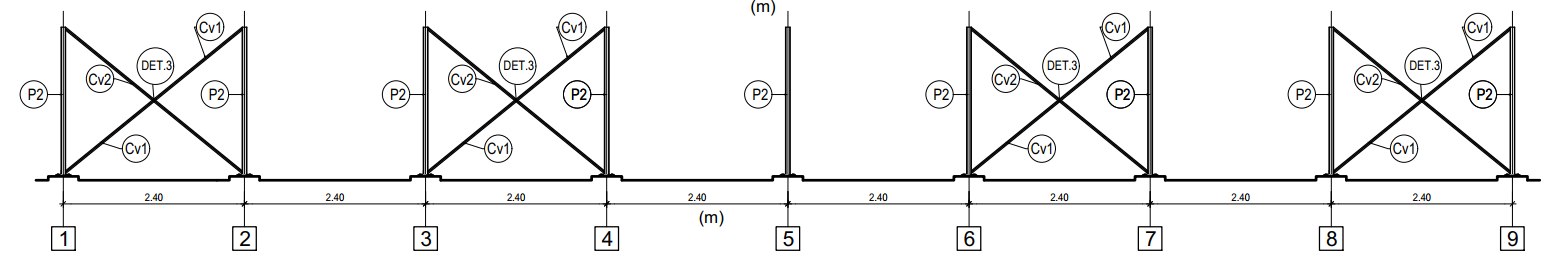 (m)
Cv1 Cv1 Cv1 Cv1
DET.3 DET.3 DET.3 DET.3
Cv2 Cv2 Cv2 Cv2
P2 P2 P2 P2 P2 P2 P2 P2 P2
Cv1 Cv1 Cv1 Cv1
2.40 2.40 2.40 2.40 2.40 2.40 2.40 2.40
(m)
1 2 3 4 5 6 7 8 9